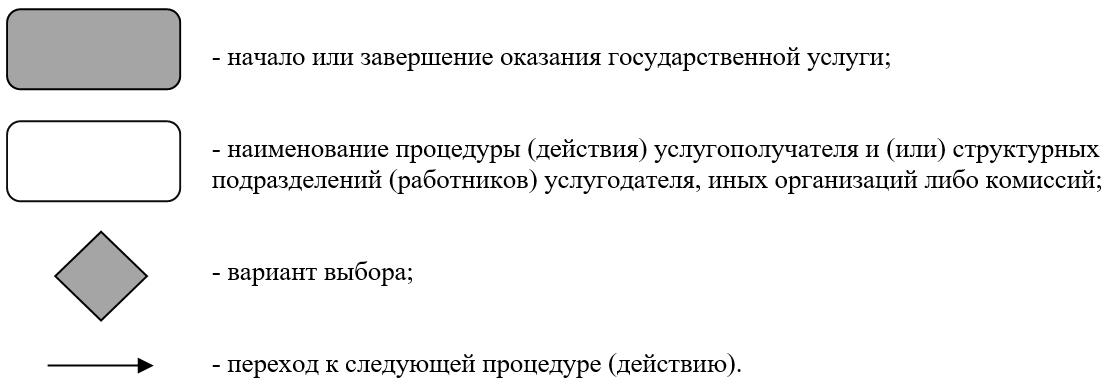 - начало или завершение оказания государственной услуги;
- наименование процедуры (действия) услугополучателя и (или) структурных
подразделений (работников) услугодателя, иных организаций либо комиссий;
- вариант выбора;
- переход к следующей процедуре (действию).